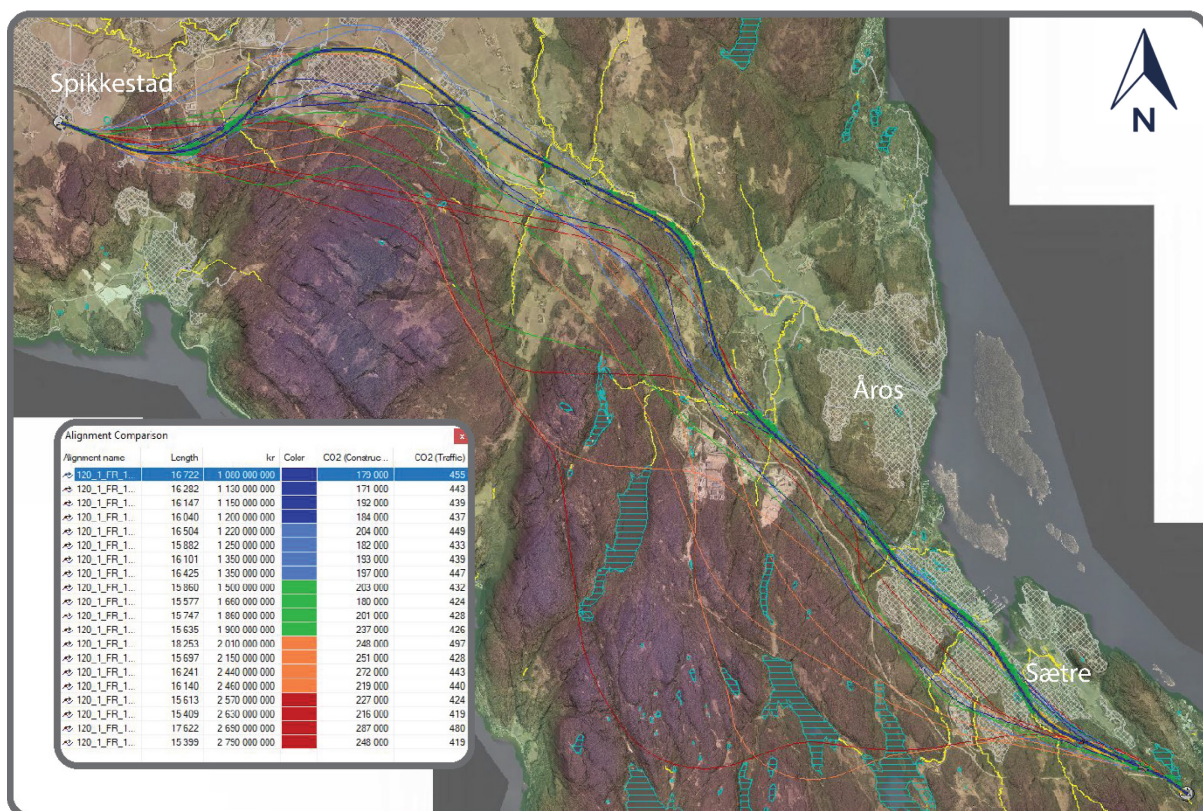 Spikkestad
N
Åros
Sætre
Alignment Comparison
x
Alignment name Length kr Color CO2 (Construc... CO2 (Traffic)
120_1_FR_1... 16 722 1 080 000 000 179 000 455
120_1_FR_1... 16 282 1 130 000 000 171 000 443
120_1_FR_1... 16 147 1 150 000 000 192 000 439
120_1_FR_1... 16 040 1 200 000 000 184 000 437
120_1_FR_1... 16 504 1 220 000 000 204 000 449
120_1_FR_1... 15 882 1 250 000 000 182 000 433
120_1_FR_1... 16 101 1 350 000 000 193 000 439
120_1_FR_1... 16 425 1 350 000 000 197 000 447
120_1_FR_1... 15 860 1 500 000 000 203 000 432
120_1_FR_1... 15 577 1 660 000 000 180 000 424
120_1_FR_1... 15 747 1 860 000 000 201 000 428
120_1_FR_1... 15 635 1 900 000 000 237 000 426
120_1_FR_1... 18 253 2 010 000 000 248 000 497
120_1_FR_1... 15 697 2 150 000 000 251 000 428
120_1_FR_1... 16 241 2 440 000 000 272 000 443
120_1_FR_1... 16 140 2 460 000 000 219 000 440
120_1_FR_1... 15 613 2 570 000 000 227 000 424
120_1_FR_1... 15 409 2 630 000 000 216 000 419
120_1_FR_1... 17 622 2 690 000 000 287 000 480
120_1_FR_1... 15 399 2 790 000 000 248 000 419